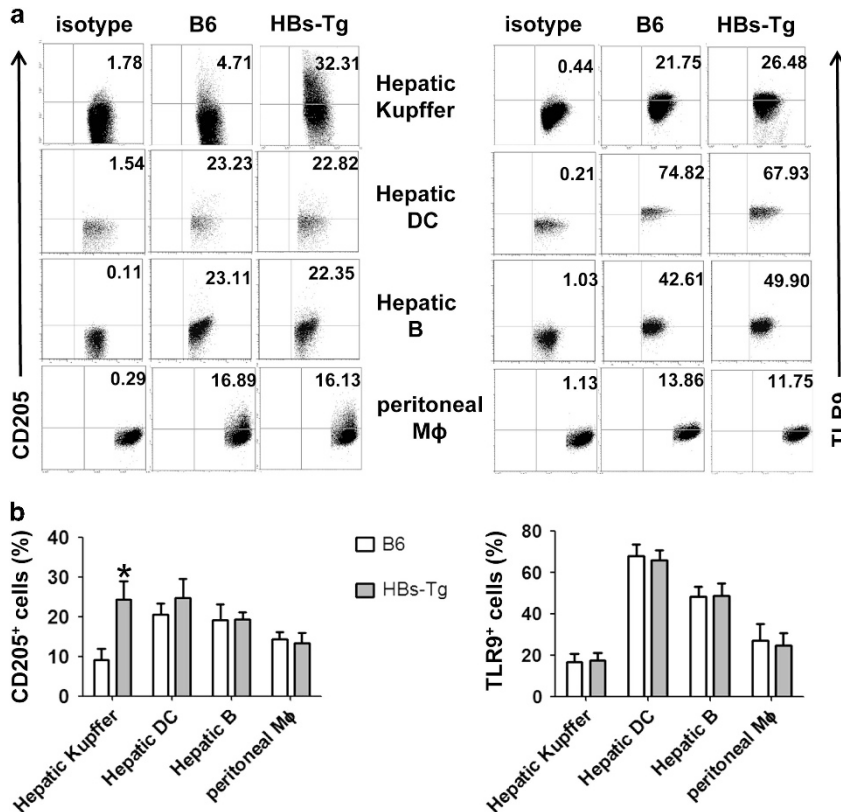 a
isotype B6 HBs-Tg
isotype B6 HBs-Tg
CD205
1.78 4.71 32.31
Hepatic
Kupffer
0.44 21.75 26.48
1.54 23.23 22.82
Hepatic
DC
0.21 74.82 67.93
0.11 23.11 22.35
Hepatic
B
1.03 42.61 49.90
0.29 16.89 16.13
peritoneal
Mϕ
1.13 13.86 11.75
TLR9
b
CD205⁺ cells (%)
40
30
20
10
0
*
Hepatic Kupffer
Hepatic DC
Hepatic B
peritoneal Mϕ
B6
HBs-Tg
TLR9⁺ cells (%)
80
60
40
20
0
Hepatic Kupffer
Hepatic DC
Hepatic B
peritoneal Mϕ